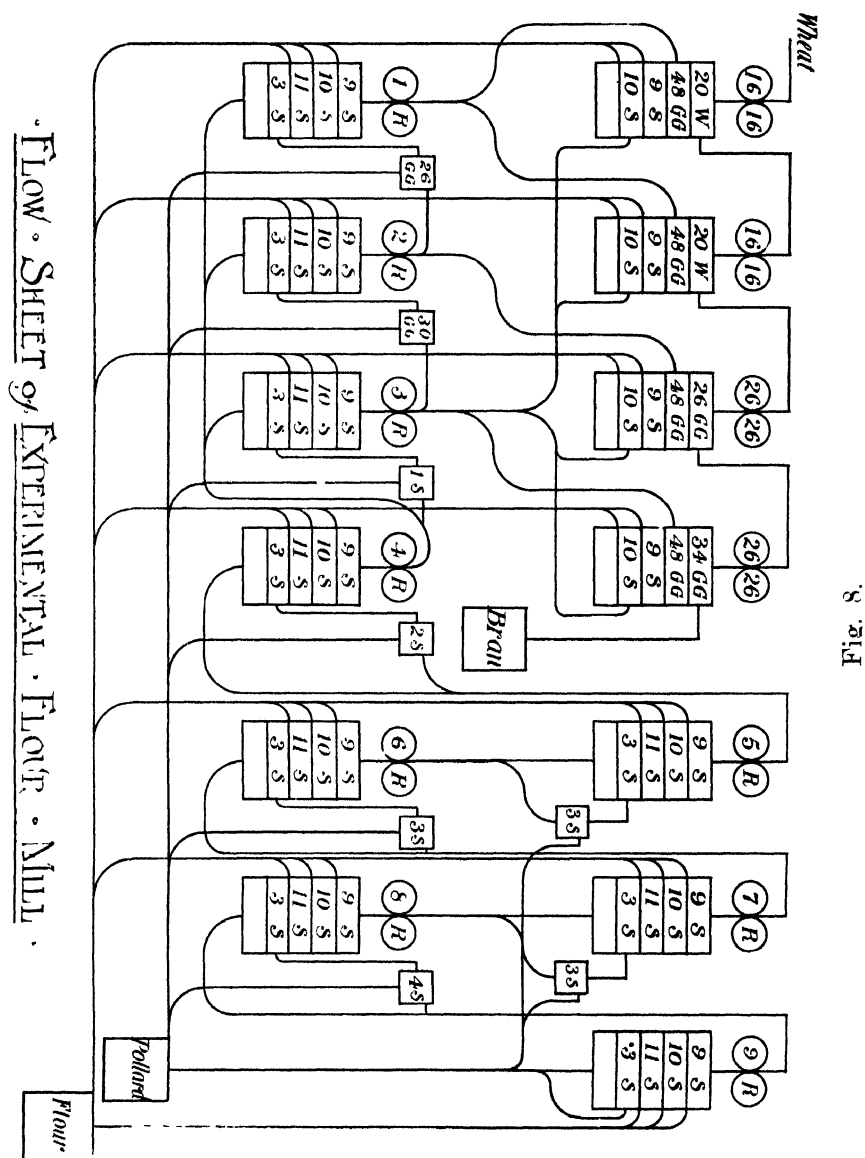 Fig. 8.
Wheat
16 16
20 W
48 GG
9 S
10 S
16 16
20 W
48 GG
9 S
10 S
26 26
26 GG
48 GG
9 S
10 S
26 26
34 GG
48 GG
9 S
10 S
Bran
5 R
9 S
10 S
11 S
3 S
3 S
7 R
9 S
10 S
11 S
3 S
3 S
9 R
9 S
10 S
11 S
3 S
1 R
9 S
10 S
11 S
3 S
26
GG
2 R
9 S
10 S
11 S
3 S
30
GG
3 R
9 S
10 S
11 S
3 S
1 S
4 R
9 S
10 S
11 S
3 S
2 S
6 R
9 S
10 S
11 S
3 S
3 S
8 R
9 S
10 S
11 S
3 S
4 S
Pollard
Flour
· FLOW · SHEET of EXPERIMENTAL · FLOUR · MILL ·